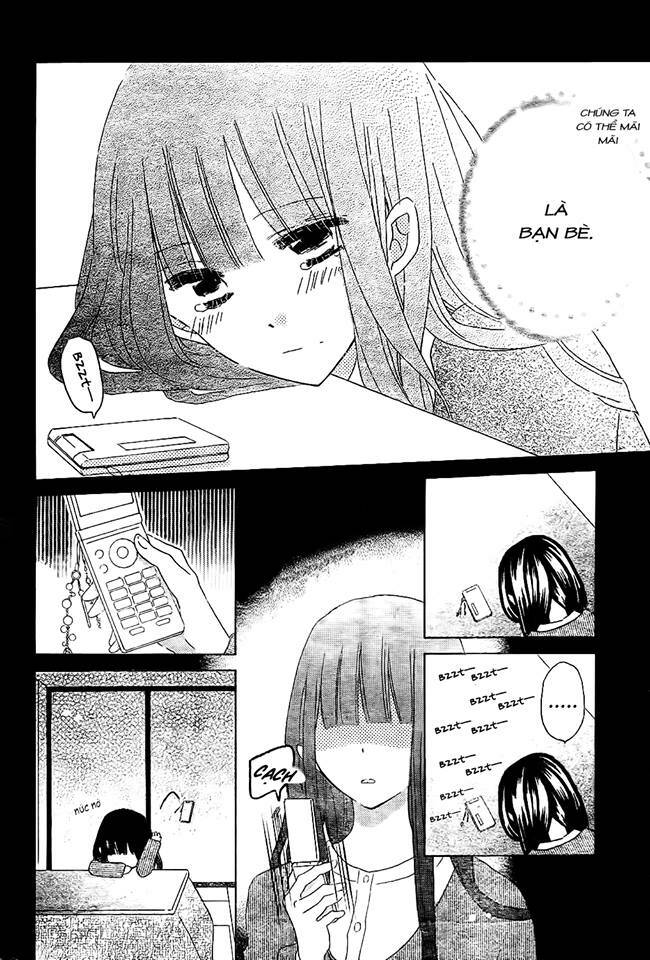 CHÚNG TA
CÓ THỂ MÃI
MÃI
LÀ
BẠN BÈ.
BZZT—
BZZT—
BZZT—
BZZT—
BZZT—
BZZT—
BZZT—
BZZT—
BZZT—
BZZT—
BZZT—
.....
CẠCH
NỨC NỞ